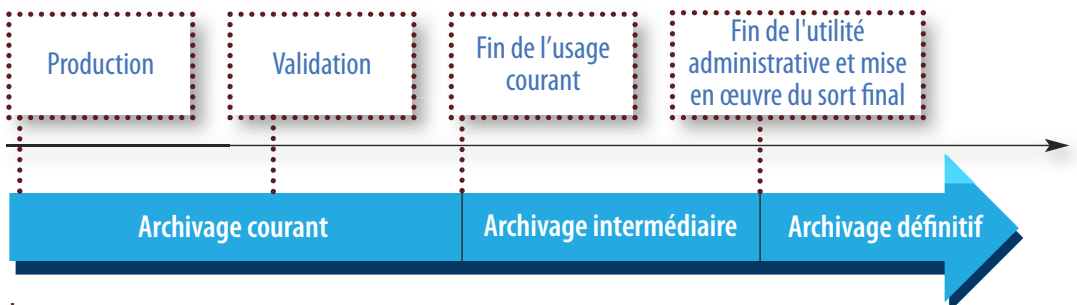 Production
Validation
Fin de l’usage
courant
Fin de l'utilité
administrative et mise
en œuvre du sort final
Archivage courant
Archivage intermédiaire
Archivage définitif